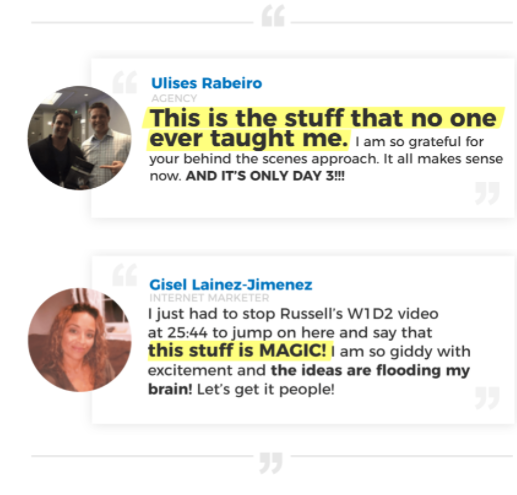 “
“
Ulises Rabeiro
AGENCY
This is the stuff that no one
ever taught me. I am so grateful for
your behind the scenes approach. It all makes sense
now. AND IT'S ONLY DAY 3!!!
”
“
Gisel Lainez-Jimenez
INTERNET MARKETER
I just had to stop Russell's W1D2 video
at 25:44 to jump on here and say that
this stuff is MAGIC! I am so giddy with
excitement and the ideas are flooding my
brain! Let's get it people!
”
”